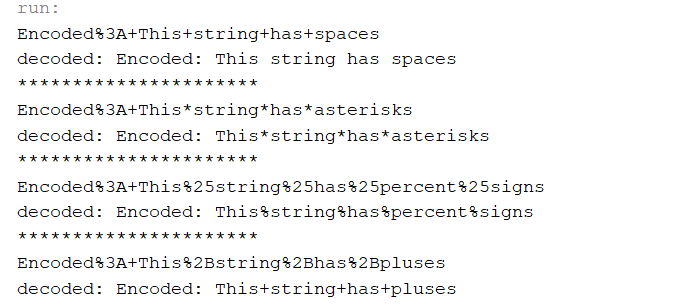 run:
Encoded%3A+This+string+has+spaces
decoded: Encoded: This string has spaces
**********************
Encoded%3A+This*string*has*asterisks
decoded: Encoded: This*string*has*asterisks
**********************
Encoded%3A+This%25string%25has%25percent%25signs
decoded: Encoded: This%string%has%percent%signs
**********************
Encoded%3A+This%2Bstring%2Bhas%2Bpluses
decoded: Encoded: This+string+has+pluses